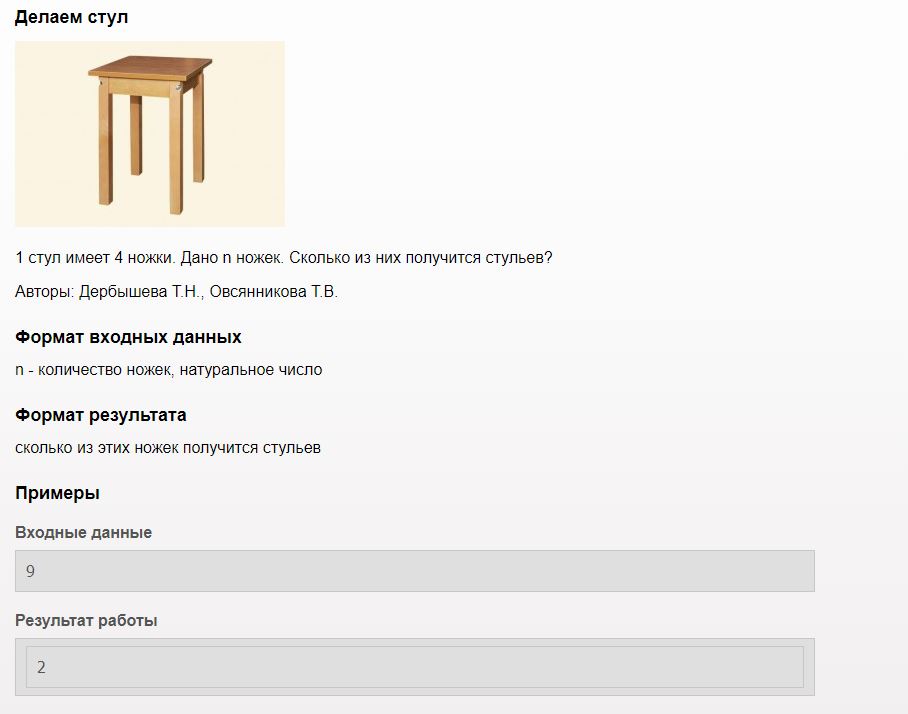 Делаем стул
1 стул имеет 4 ножки. Дано n ножек. Сколько из них получится стульев?
Авторы: Дербышева Т.Н., Овсянникова Т.В.
Формат входных данных
n - количество ножек, натуральное число
Формат результата
сколько из этих ножек получится стульев
Примеры
Входные данные
9
Результат работы
2